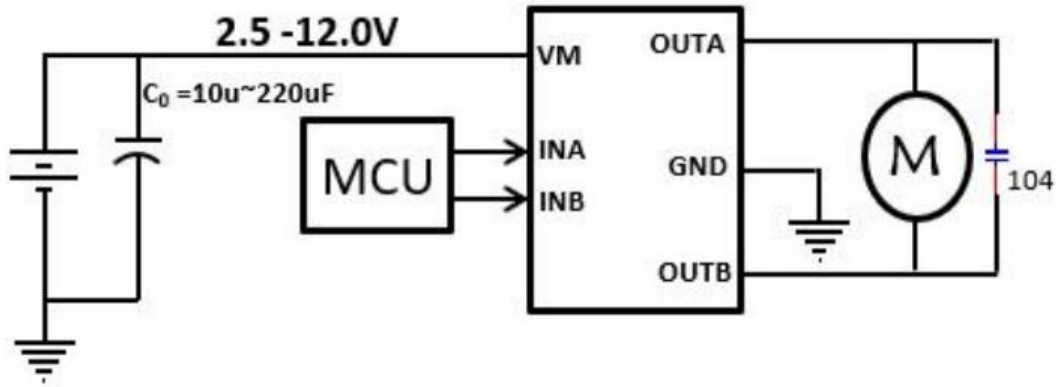 2.5 -12.0V
C₀ =10u~220uF
MCU
VM
INA
INB
OUTA
GND
OUTB
M
104